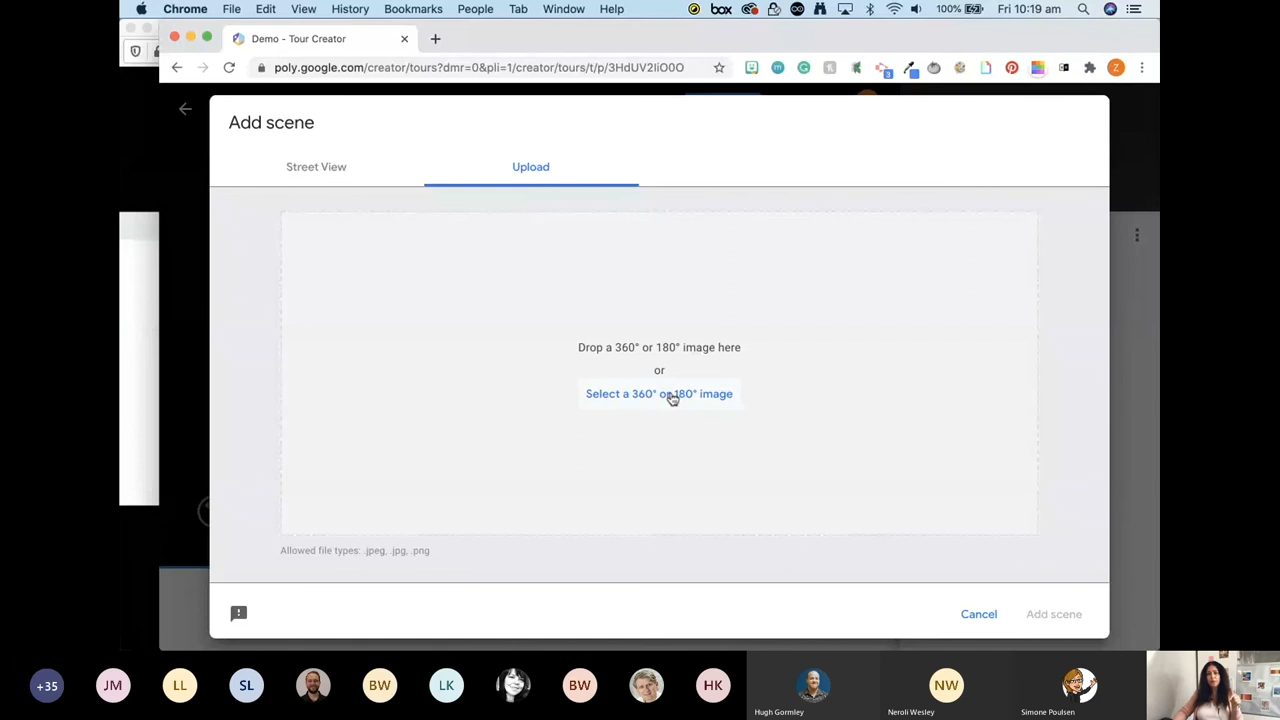 Chrome File Edit View History Bookmarks People Tab Window Help box 100% Fri 10:19 am
Demo - Tour Creator
poly.google.com/creator/tours?dmr=0&pli=1/creator/tours/t/p/3HdUV2IiO0O
3
Z
Add scene
Street View Upload
Drop a 360° or 180° image here
or
Select a 360° or 180° image
Allowed file types: .jpeg, .jpg, .png
Cancel Add scene
+35 JM LL SL BW LK BW HK NW
Hugh Gormley Neroli Wesley Simone Poulsen